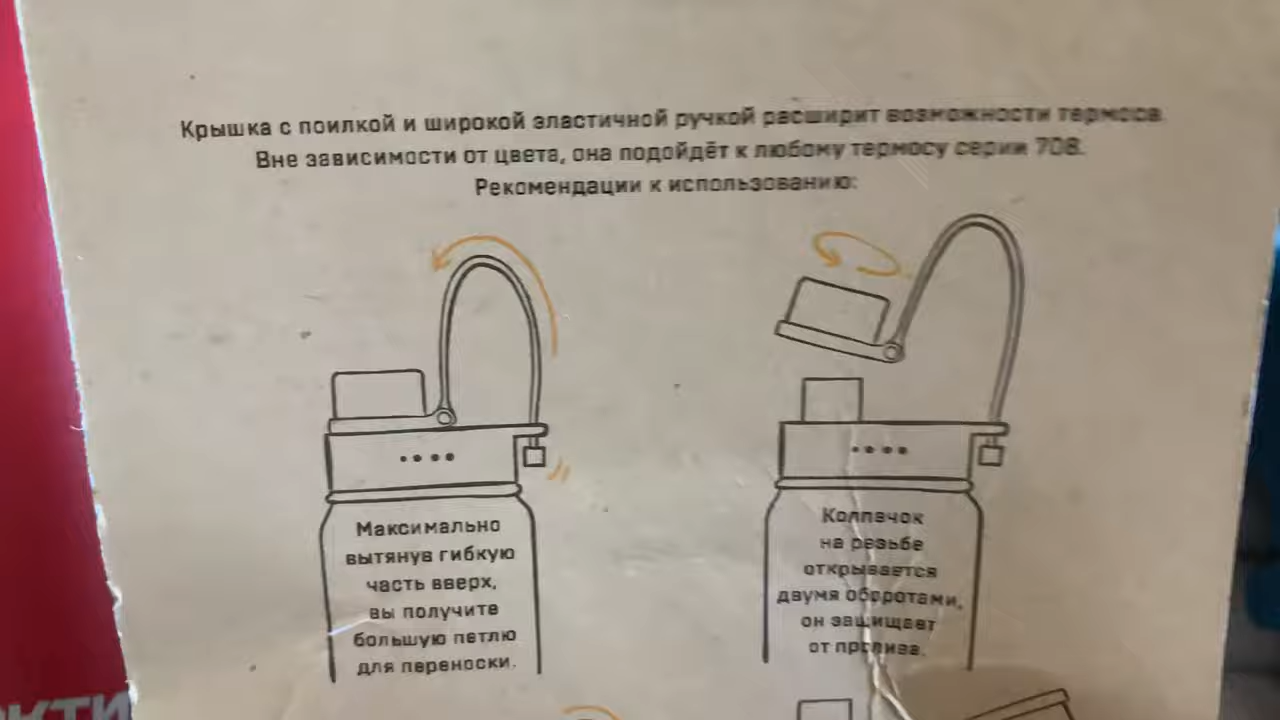 Крышка с поилкой и широкой эластичной ручкой расширит возможности термоса.
Вне зависимости от цвета, она подойдёт к любому термосу серии 708.
Рекомендации к использованию:
Максимально
вытянув гибкую
часть вверх,
вы получите
большую петлю
для переноски.
Колпачок
на резьбе
открывается
двумя оборотами,
он защищает
от пролива.